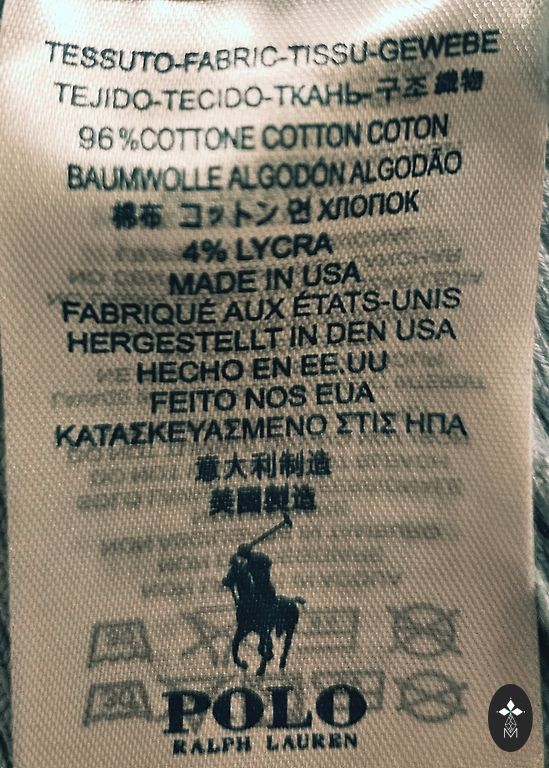 TESSUTO-FABRIC-TISSU-GEWEBE
TEJIDO-TECIDO-ТКАНЬ-구조 織物
96%COTTONE COTTON COTON
BAUMWOLLE ALGODÓN ALGODÃO
棉布 コットン 면 ХЛОПОК
4% LYCRA
MADE IN USA
FABRIQUÉ AUX ÉTATS-UNIS
HERGESTELLT IN DEN USA
HECHO EN EE.UU
FEITO NOS EUA
ΚΑΤΑΣΚΕΥΑΣΜΕΝΟ ΣΤΙΣ ΗΠΑ
意大利制造
美國製造
POLO
RALPH LAUREN